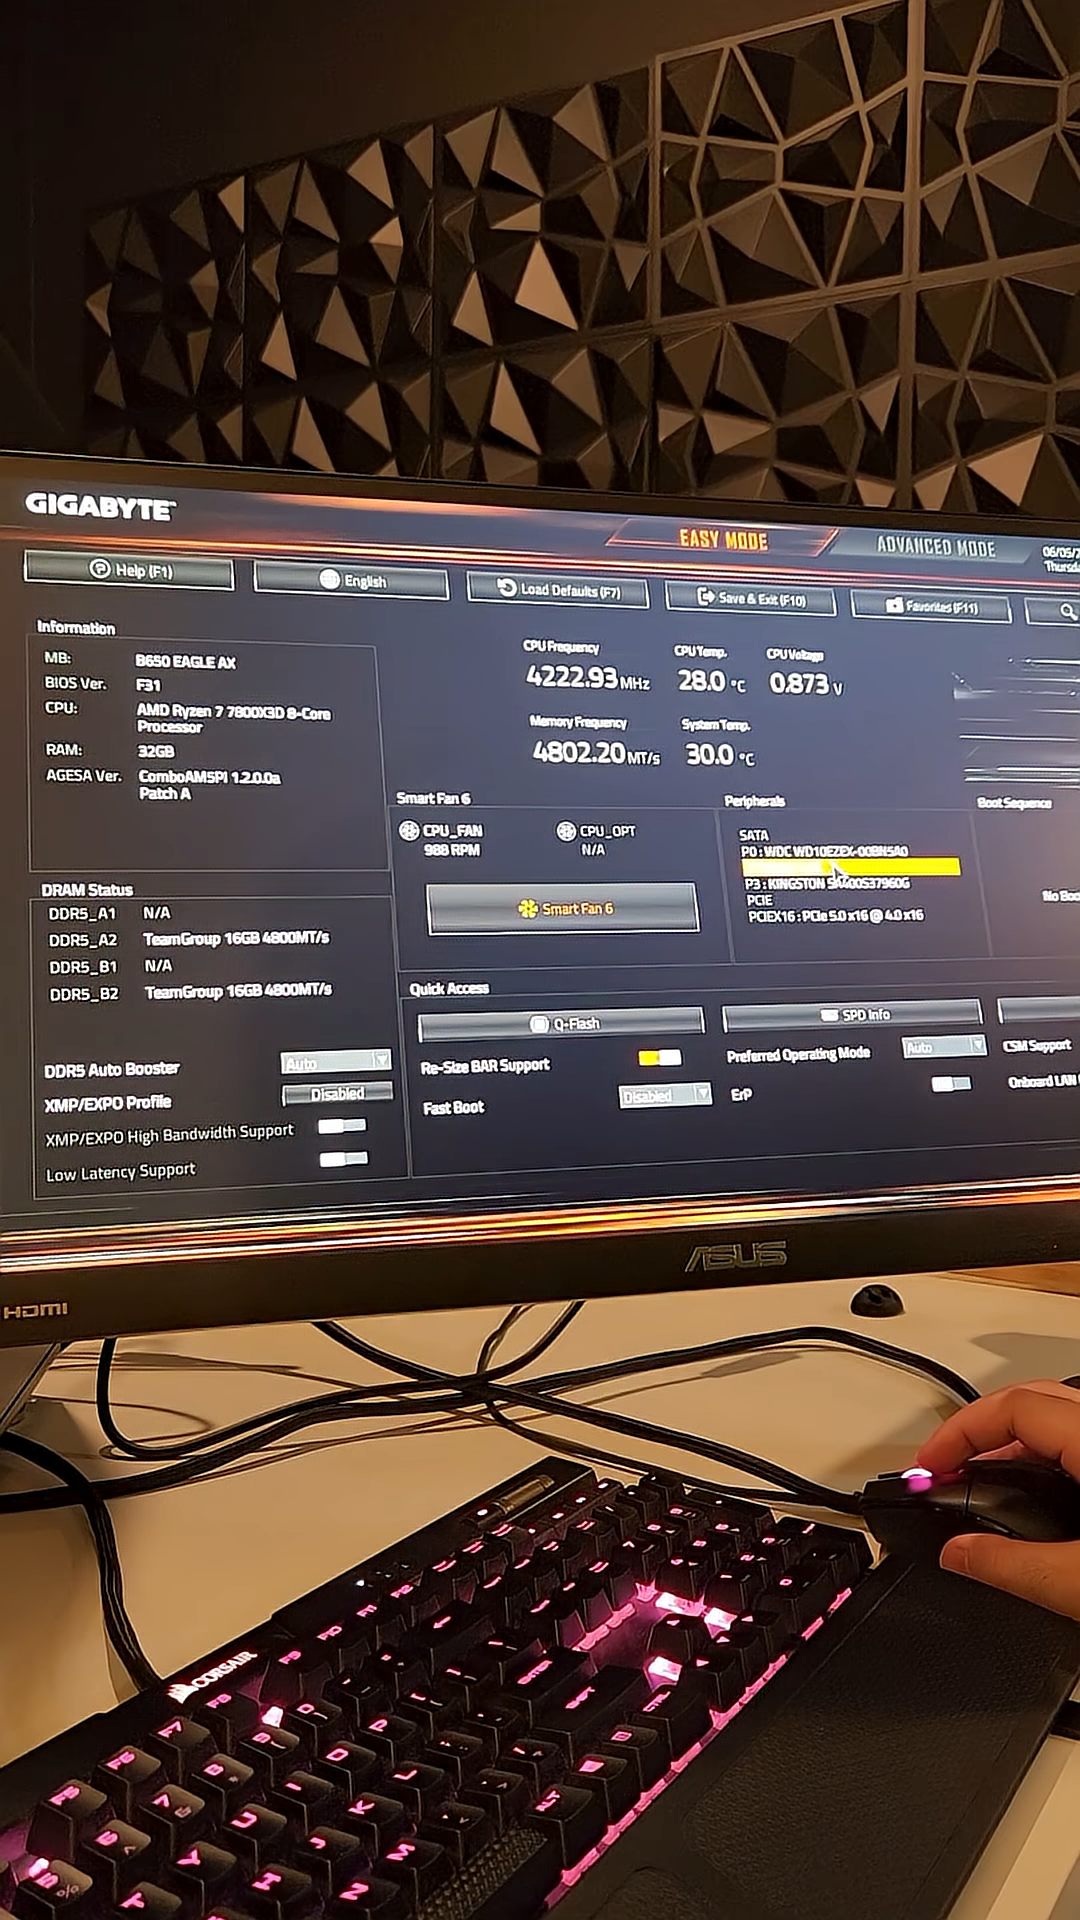 GIGABYTE™
EASY MODE
ADVANCED MODE
Help (F1)
English
Load Defaults (F7)
Save & Exit (F10)
Favorites (F11)
Information
MB: B650 EAGLE AX
BIOS Ver. F31
CPU: AMD Ryzen 7 7800X3D 8-Core
Processor
RAM: 32GB
AGESA Ver. ComboAM5PI 1.2.0.0a
Patch A
CPU Frequency
4222.93 MHz
CPU Temp.
28.0 °C
CPU Voltage
0.873 V
Memory Frequency
4802.20 MT/s
System Temp.
30.0 °C
Smart Fan 6
CPU_FAN
988 RPM
CPU_OPT
N/A
Smart Fan 6
Peripherals
SATA
P0 : WDC WD10EZEX-00BN5A0
P3 : KINGSTON
PCIE
PCIEX16 : PCIe 5.0 x16 @ 4.0 x16
Boot Sequence
No
DRAM Status
DDR5_A1 N/A
DDR5_A2 TeamGroup 16GB 4800MT/s
DDR5_B1 N/A
DDR5_B2 TeamGroup 16GB 4800MT/s
DDR5 Auto Booster Auto
XMP/EXPO Profile Disabled
XMP/EXPO High Bandwidth Support
Low Latency Support
Quick Access
Q-Flash
SPD Info
Re-Size BAR Support
Preferred Operating Mode Auto
CSM Support
Fast Boot Disabled
ErP
Onboard LAN
ASUS
HDMI
CORSAIR